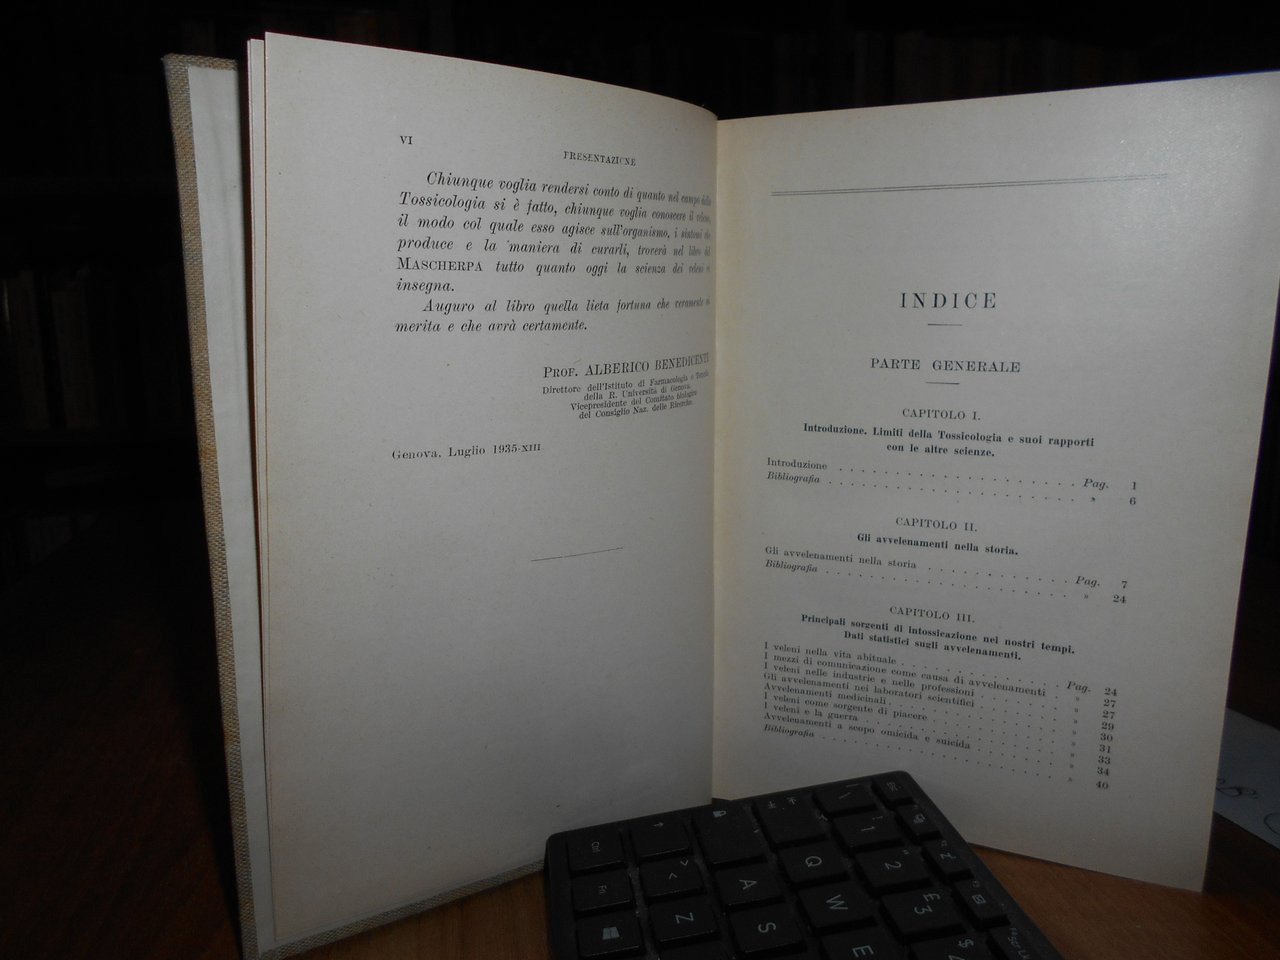 VI
PRESENTAZIONE
Chiunque voglia rendersi conto di quanto nel campo della
Tossicologia si è fatto, chiunque voglia conoscere il veleno,
il modo col quale esso agisce sull'organismo, i sintomi che
produce e la maniera di curarli, troverà nel libro del
MASCHERPA tutto quanto oggi la scienza dei veleni ci
insegna.
Auguro al libro quella lieta fortuna che veramente si
merita e che avrà certamente.
PROF. ALBERICO BENEDICENTI
Direttore dell'Istituto di Farmacologia e
della R. Università di Genova.
Vicepresidente del Comitato biologico
del Consiglio Naz. delle Ricerche.
Genova, Luglio 1935-XIII
INDICE
PARTE GENERALE
CAPITOLO I.
Introduzione. Limiti della Tossicologia e suoi rapporti
con le altre scienze.
Introduzione . . . . . . . . . . . . . . . . . . Pag. 1
Bibliografia . . . . . . . . . . . . . . . . . . » 6
CAPITOLO II.
Gli avvelenamenti nella storia.
Gli avvelenamenti nella storia . . . . . . . . . . . Pag. 7
Bibliografia . . . . . . . . . . . . . . . . . . » 24
CAPITOLO III.
Principali sorgenti di intossicazione nei nostri tempi.
Dati statistici sugli avvelenamenti.
I veleni nella vita abituale . . . . . . . . . . . . Pag. 24
I mezzi di comunicazione come causa di avvelenamenti . » 27
I veleni nelle industrie e nelle professioni . . . . . . » 27
Gli avvelenamenti nei laboratori scientifici . . . . . . » 29
Avvelenamenti medicinali . . . . . . . . . . . . . » 30
I veleni come sorgente di piacere . . . . . . . . . » 31
I veleni e la guerra . . . . . . . . . . . . . . . » 33
Avvelenamenti a scopo omicida e suicida . . . . . . » 34
Bibliografia . . . . . . . . . . . . . . . . . . » 40
Ctrl
Fn
< >
Z
A
S
Q
W
E
! 1
" 2
£ 3
$ 4
\ |
Esc